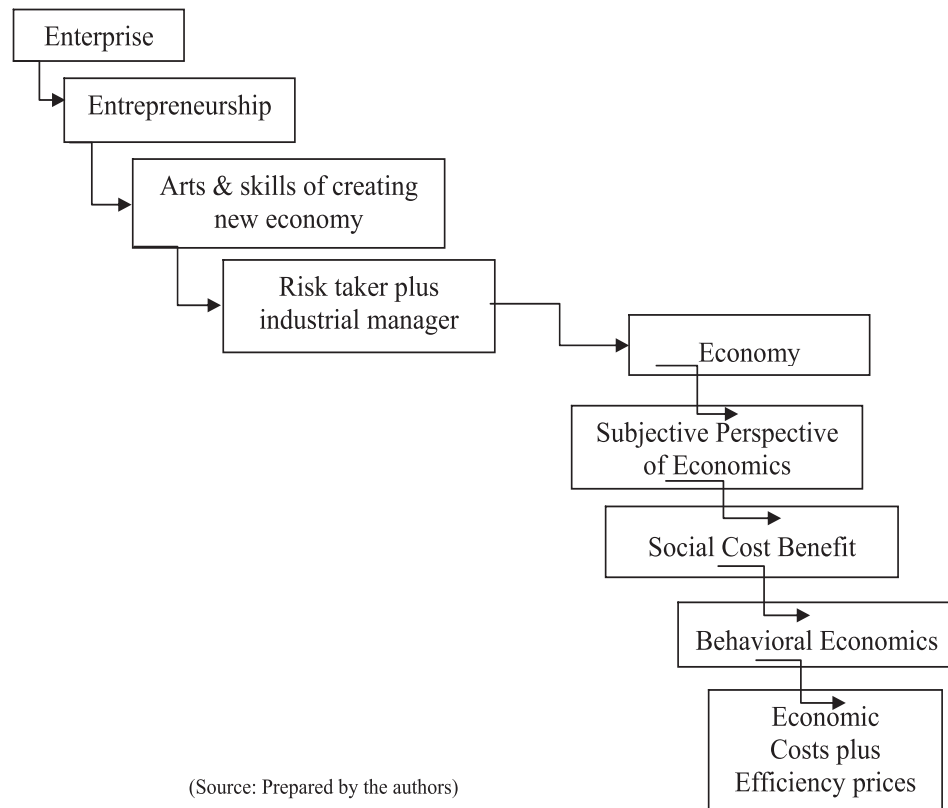 Enterprise
Entrepreneurship
Arts & skills of creating
new economy
Risk taker plus
industrial manager
Economy
Subjective Perspective
of Economics
Social Cost Benefit
Behavioral Economics
Economic
Costs plus
Efficiency prices
(Source: Prepared by the authors)